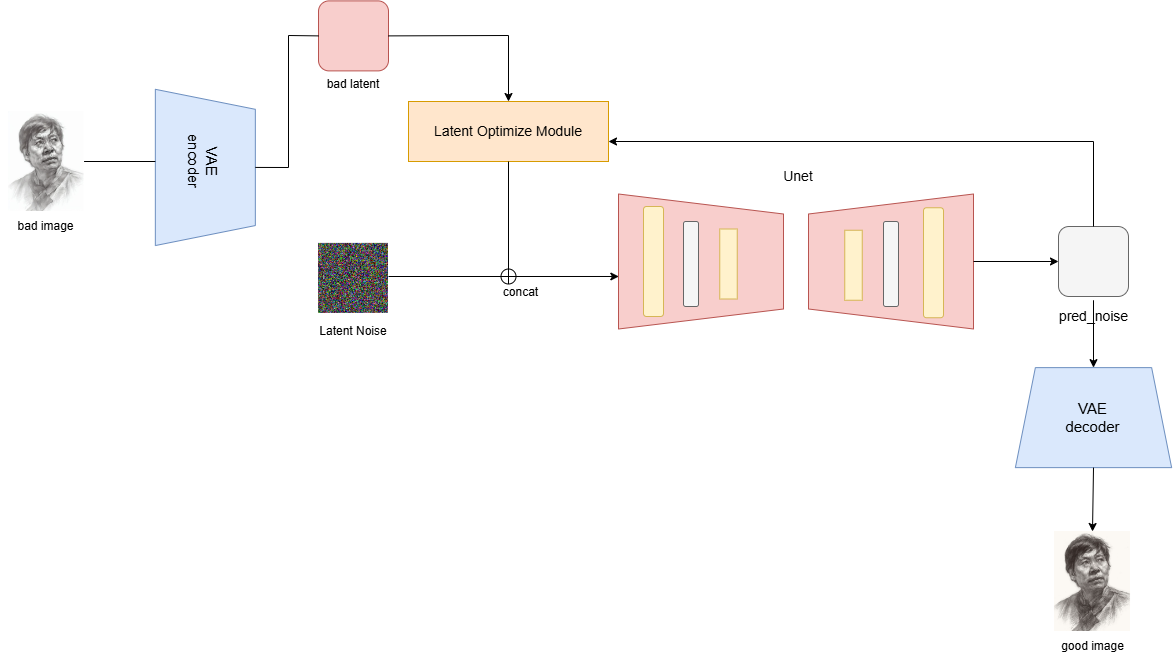 bad latent
Latent Optimize Module
VAE
encoder
Unet
bad image
concat
Latent Noise
pred_noise
VAE
decoder
good image